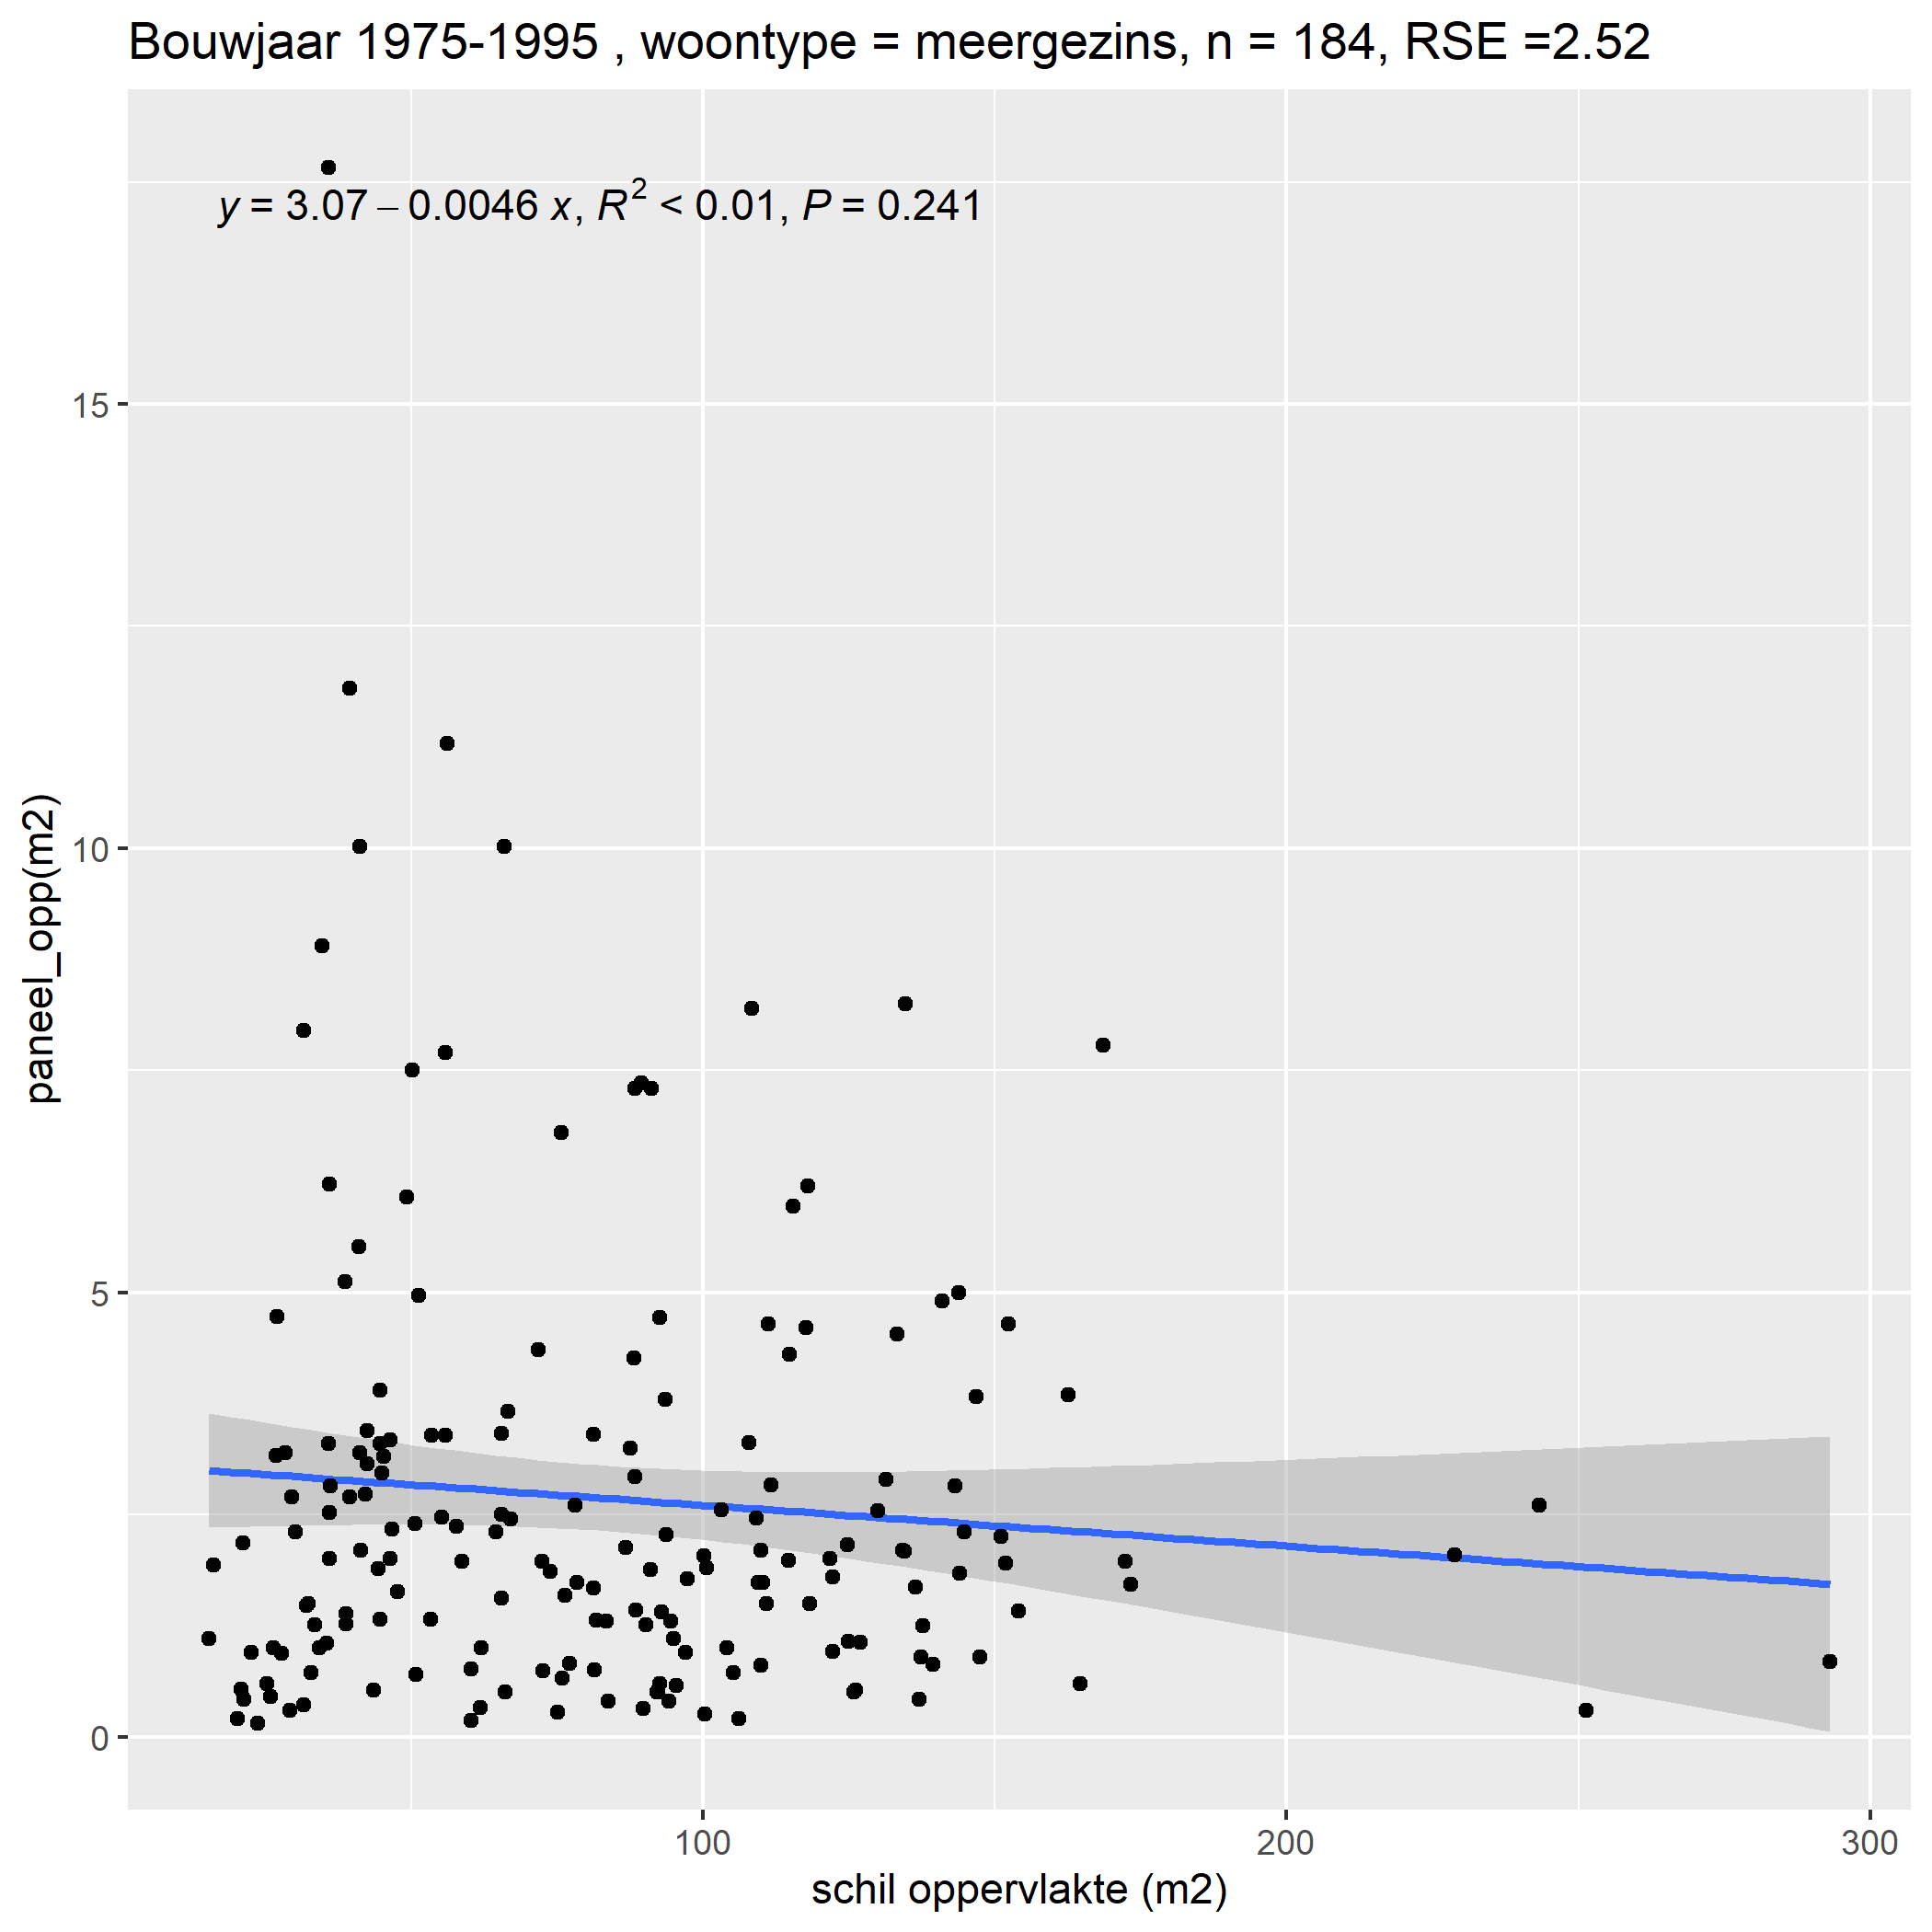 Bouwjaar 1975-1995 , woontype = meergezins, n = 184, RSE =2.52
y = 3.07 – 0.0046 x, R² < 0.01, P = 0.241
15
10
5
0
paneel_opp(m2)
100 200 300
schil oppervlakte (m2)